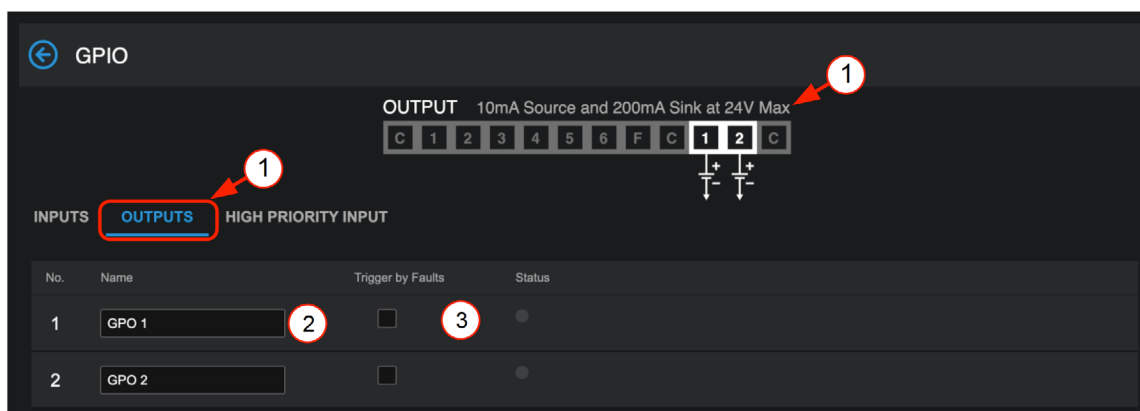 GPIO
1
OUTPUT 10mA Source and 200mA Sink at 24V Max
C 1 2 3 4 5 6 F C 1 2 C
+ +
- -
1
INPUTS OUTPUTS HIGH PRIORITY INPUT
No. Name Trigger by Faults Status
1 GPO 1 2 3
2 GPO 2